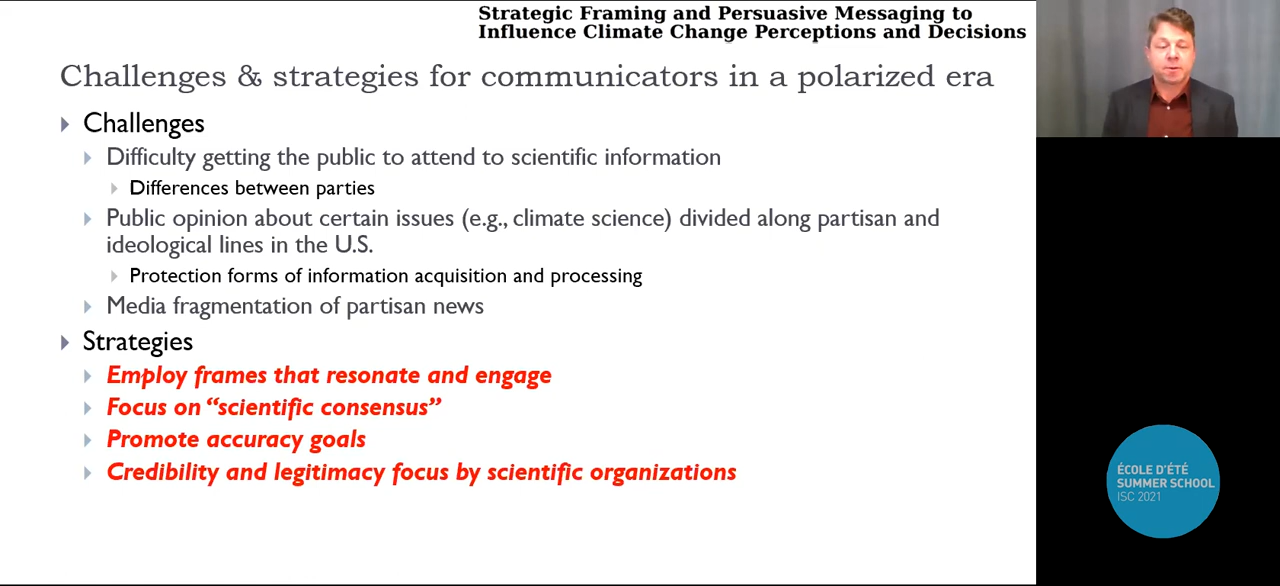 Strategic Framing and Persuasive Messaging to
Influence Climate Change Perceptions and Decisions
Challenges & strategies for communicators in a polarized era
Challenges
Difficulty getting the public to attend to scientific information
Differences between parties
Public opinion about certain issues (e.g., climate science) divided along partisan and
ideological lines in the U.S.
Protection forms of information acquisition and processing
Media fragmentation of partisan news
Strategies
Employ frames that resonate and engage
Focus on “scientific consensus”
Promote accuracy goals
Credibility and legitimacy focus by scientific organizations
ÉCOLE D’ÉTÉ
SUMMER SCHOOL
ISC 2021